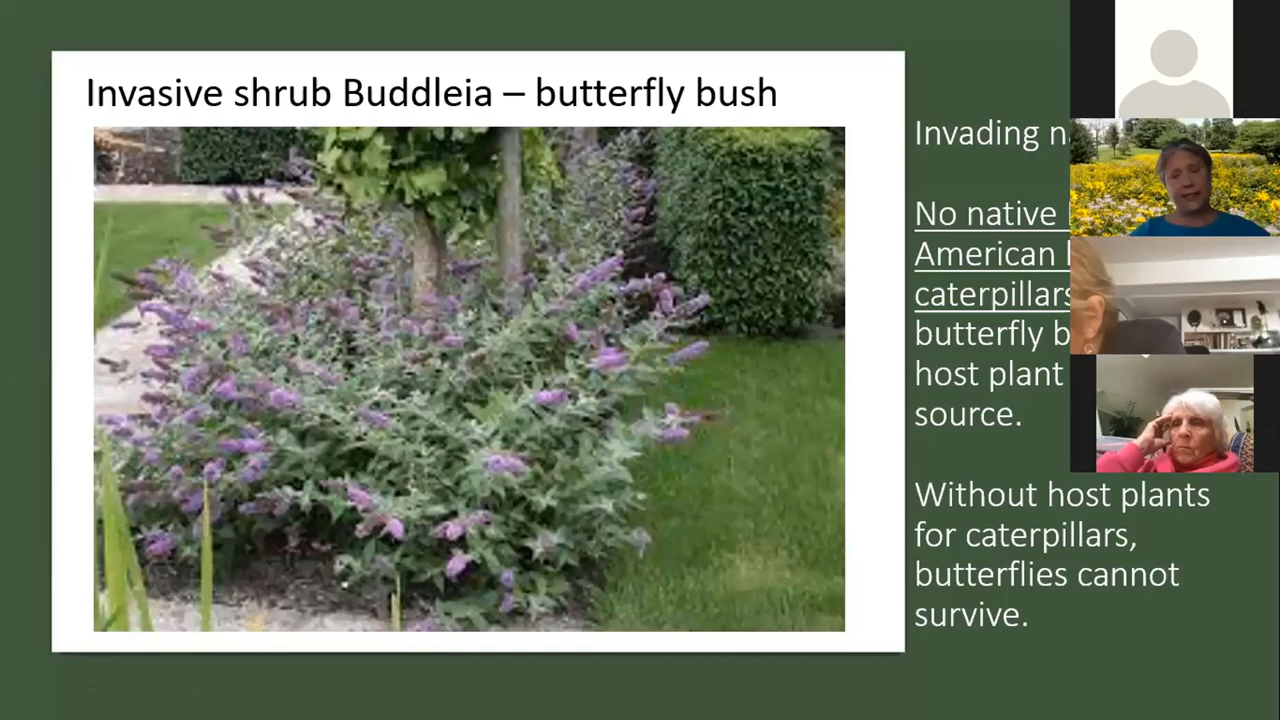 Invasive shrub Buddleia – butterfly bush
Invading
No native
American
caterpillars
butterfly
host plant
source.
Without host plants
for caterpillars,
butterflies cannot
survive.